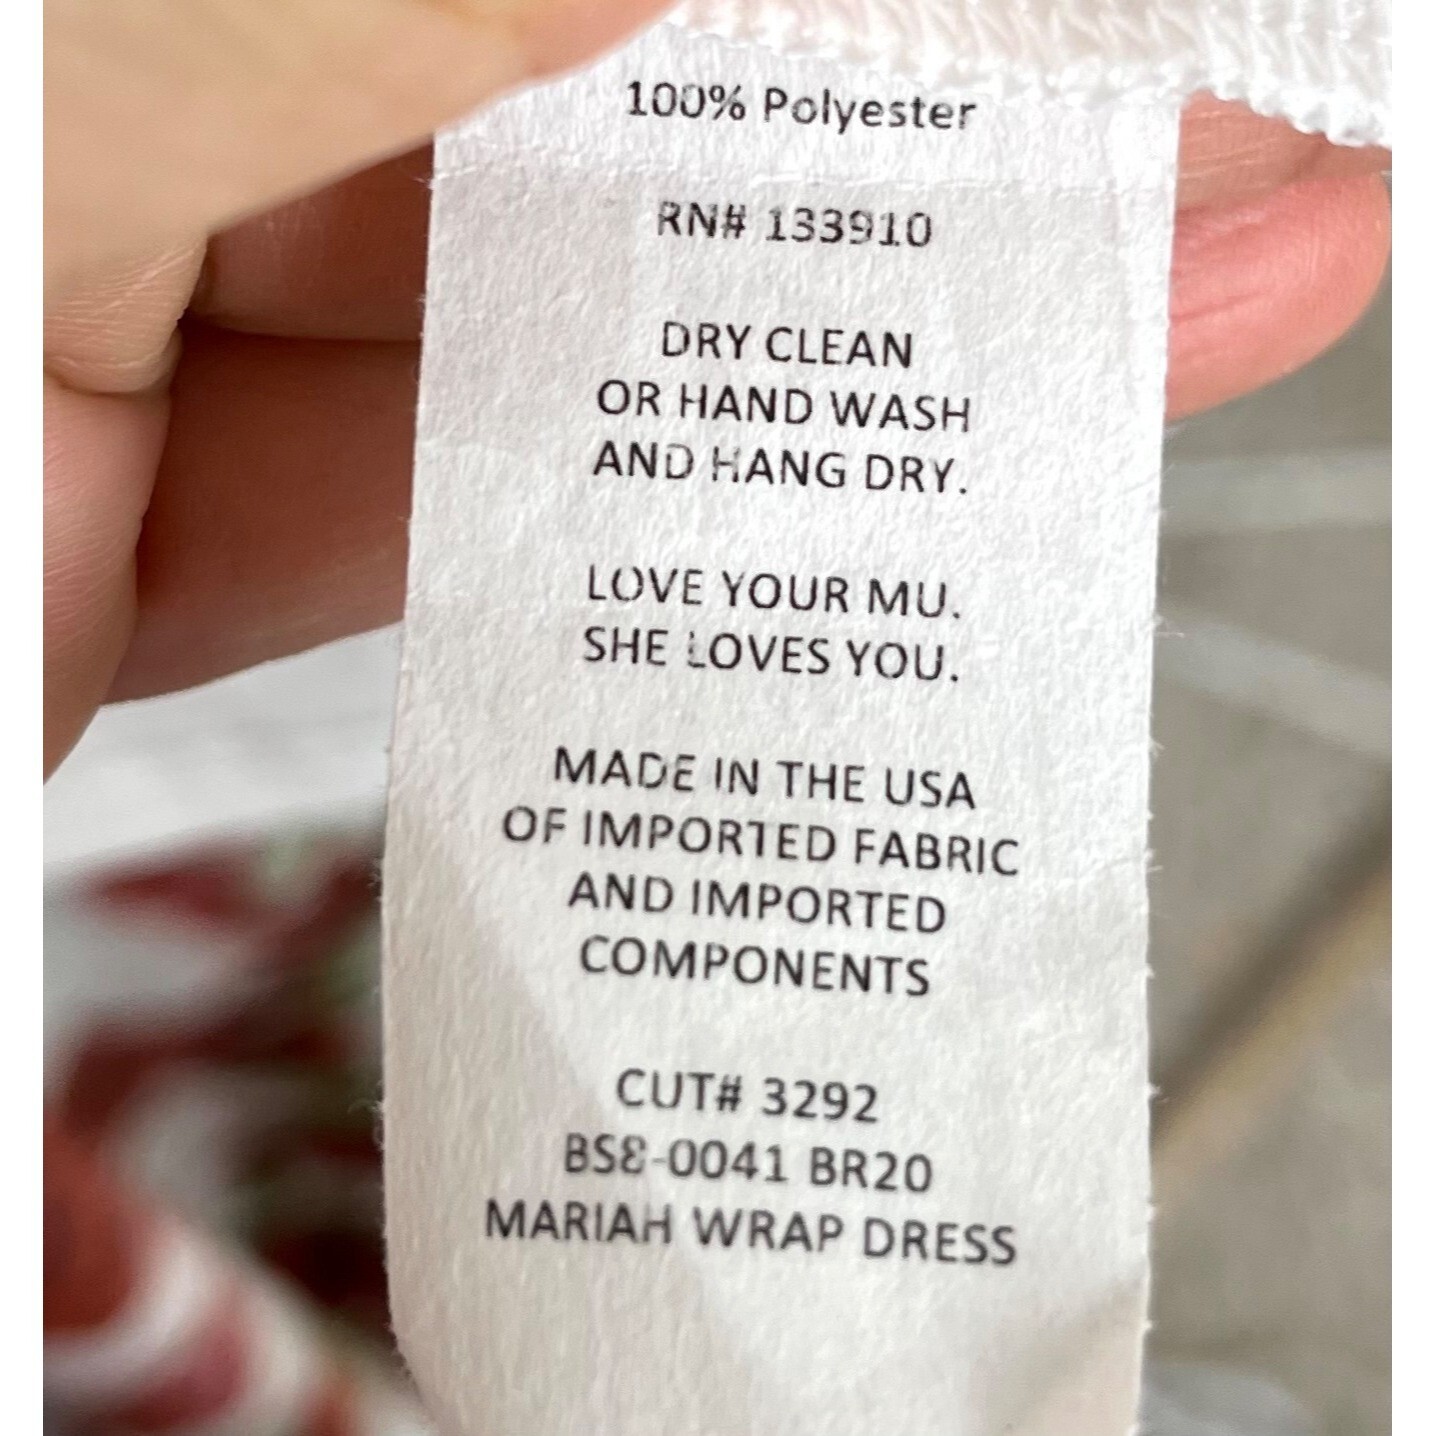 100% Polyester
RN# 133910
DRY CLEAN
OR HAND WASH
AND HANG DRY.
LOVE YOUR MU.
SHE LOVES YOU.
MADE IN THE USA
OF IMPORTED FABRIC
AND IMPORTED
COMPONENTS
CUT# 3292
BS8-0041 BR20
MARIAH WRAP DRESS